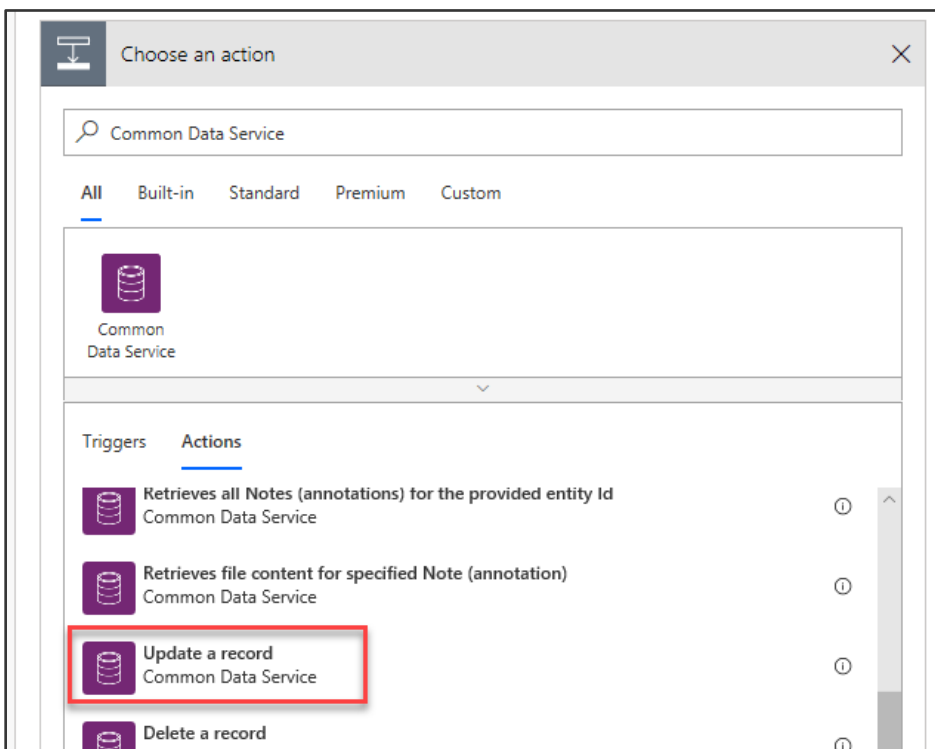 Choose an action
Common Data Service
All Built-in Standard Premium Custom
Common
Data Service
Triggers Actions
Retrieves all Notes (annotations) for the provided entity Id
Common Data Service
Retrieves file content for specified Note (annotation)
Common Data Service
Update a record
Common Data Service
Delete a record